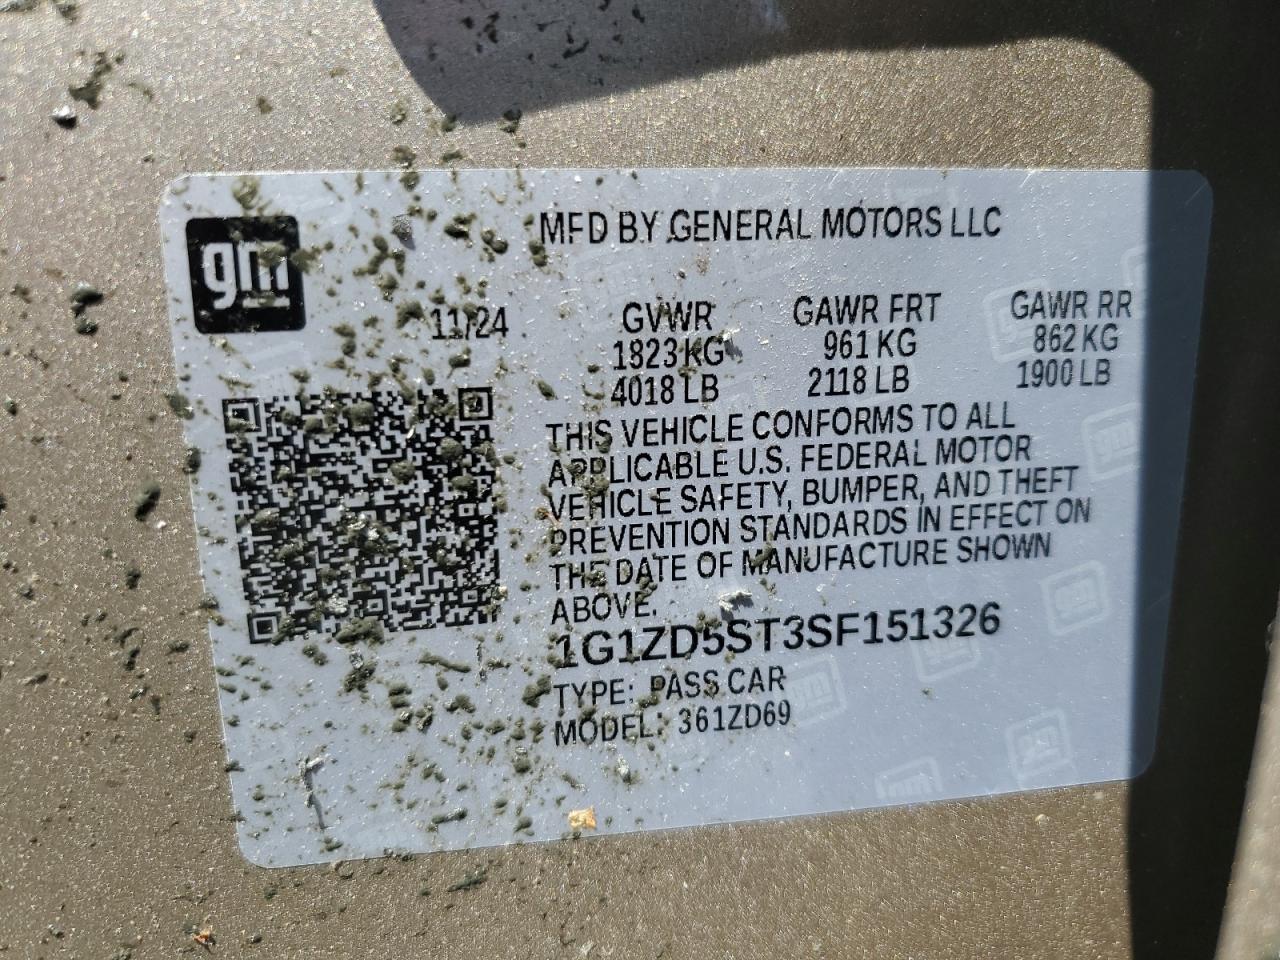 gm
MFD BY GENERAL MOTORS LLC
11/24 GVWR GAWR FRT GAWR RR
1823 KG 961 KG 862 KG
4018 LB 2118 LB 1900 LB
THIS VEHICLE CONFORMS TO ALL
APPLICABLE U.S. FEDERAL MOTOR
VEHICLE SAFETY, BUMPER, AND THEFT
PREVENTION STANDARDS IN EFFECT ON
THE DATE OF MANUFACTURE SHOWN
ABOVE.
1G1ZD5ST3SF151326
TYPE: PASS CAR
MODEL: 361ZD69